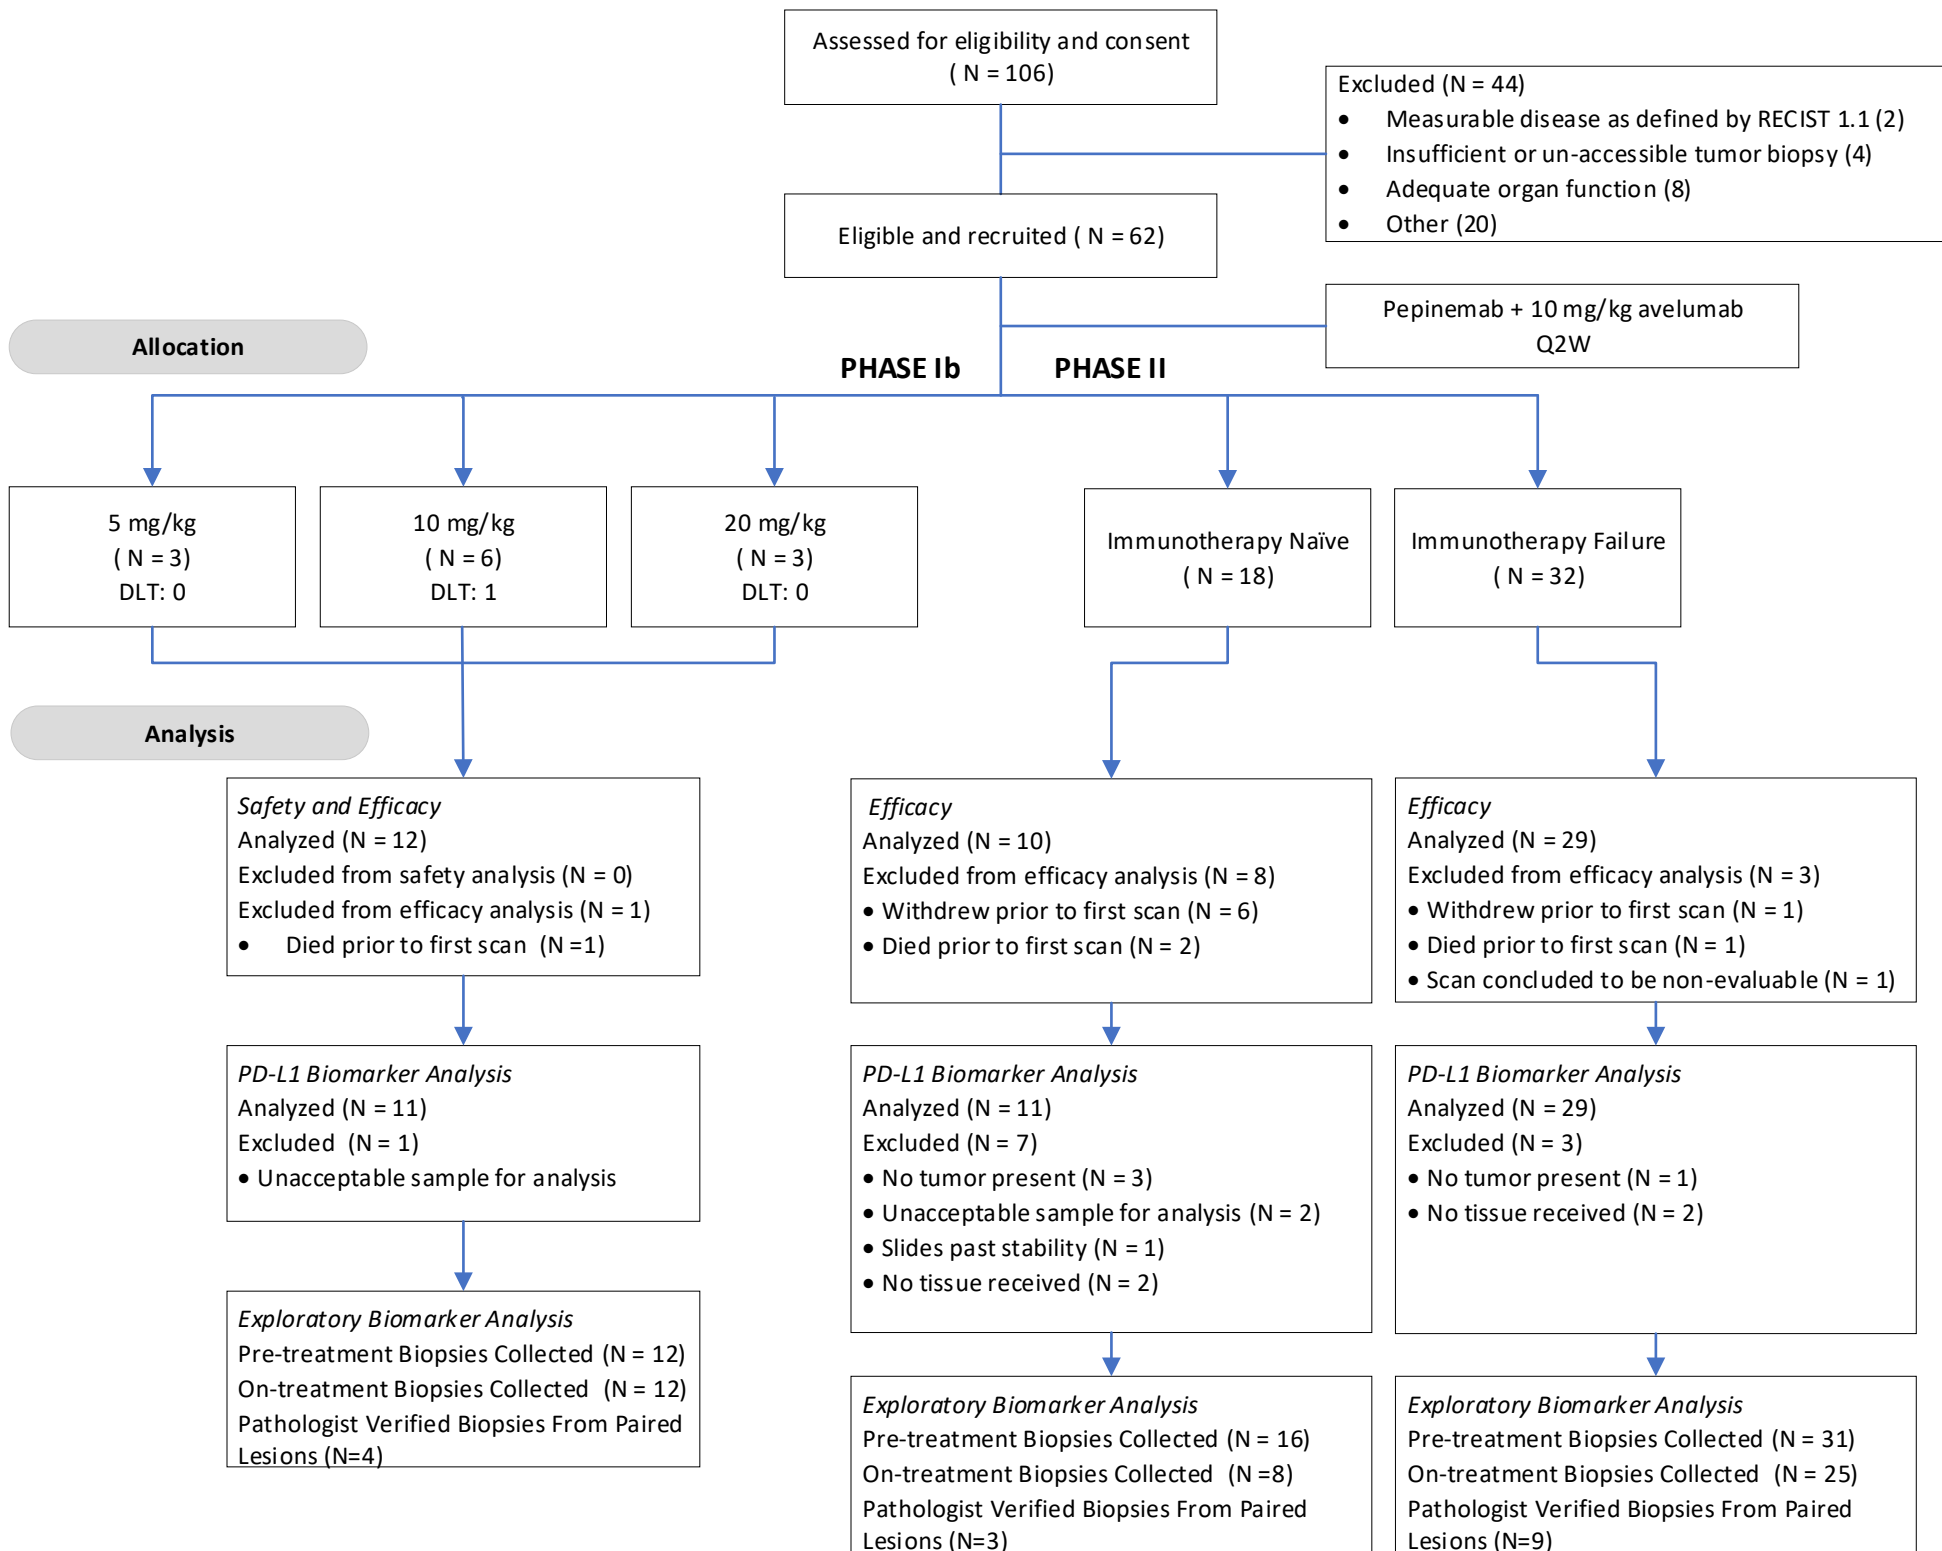 Assessed for eligibility and consent
( N = 106)
Excluded (N = 44)
• Measurable disease as defined by RECIST 1.1 (2)
• Insufficient or un-accessible tumor biopsy (4)
• Adequate organ function (8)
• Other (20)
Eligible and recruited ( N = 62)
Pepinemab + 10 mg/kg avelumab
Q2W
Allocation
PHASE Ib
PHASE II
5 mg/kg
( N = 3)
DLT: 0
10 mg/kg
( N = 6)
DLT: 1
20 mg/kg
( N = 3)
DLT: 0
Immunotherapy Naïve
( N = 18)
Immunotherapy Failure
( N = 32)
Analysis
Safety and Efficacy
Analyzed (N = 12)
Excluded from safety analysis (N = 0)
Excluded from efficacy analysis (N = 1)
• Died prior to first scan (N =1)
Efficacy
Analyzed (N = 10)
Excluded from efficacy analysis (N = 8)
• Withdrew prior to first scan (N = 6)
• Died prior to first scan (N = 2)
Efficacy
Analyzed (N = 29)
Excluded from efficacy analysis (N = 3)
• Withdrew prior to first scan (N = 1)
• Died prior to first scan (N = 1)
• Scan concluded to be non-evaluable (N = 1)
PD-L1 Biomarker Analysis
Analyzed (N = 11)
Excluded (N = 1)
• Unacceptable sample for analysis
PD-L1 Biomarker Analysis
Analyzed (N = 11)
Excluded (N = 7)
• No tumor present (N = 3)
• Unacceptable sample for analysis (N = 2)
• Slides past stability (N = 1)
• No tissue received (N = 2)
PD-L1 Biomarker Analysis
Analyzed (N = 29)
Excluded (N = 3)
• No tumor present (N = 1)
• No tissue received (N = 2)
Exploratory Biomarker Analysis
Pre-treatment Biopsies Collected (N = 12)
On-treatment Biopsies Collected (N = 12)
Pathologist Verified Biopsies From Paired
Lesions (N=4)
Exploratory Biomarker Analysis
Pre-treatment Biopsies Collected (N = 16)
On-treatment Biopsies Collected (N =8)
Pathologist Verified Biopsies From Paired
Lesions (N=3)
Exploratory Biomarker Analysis
Pre-treatment Biopsies Collected (N = 31)
On-treatment Biopsies Collected (N = 25)
Pathologist Verified Biopsies From Paired
Lesions (N=9)